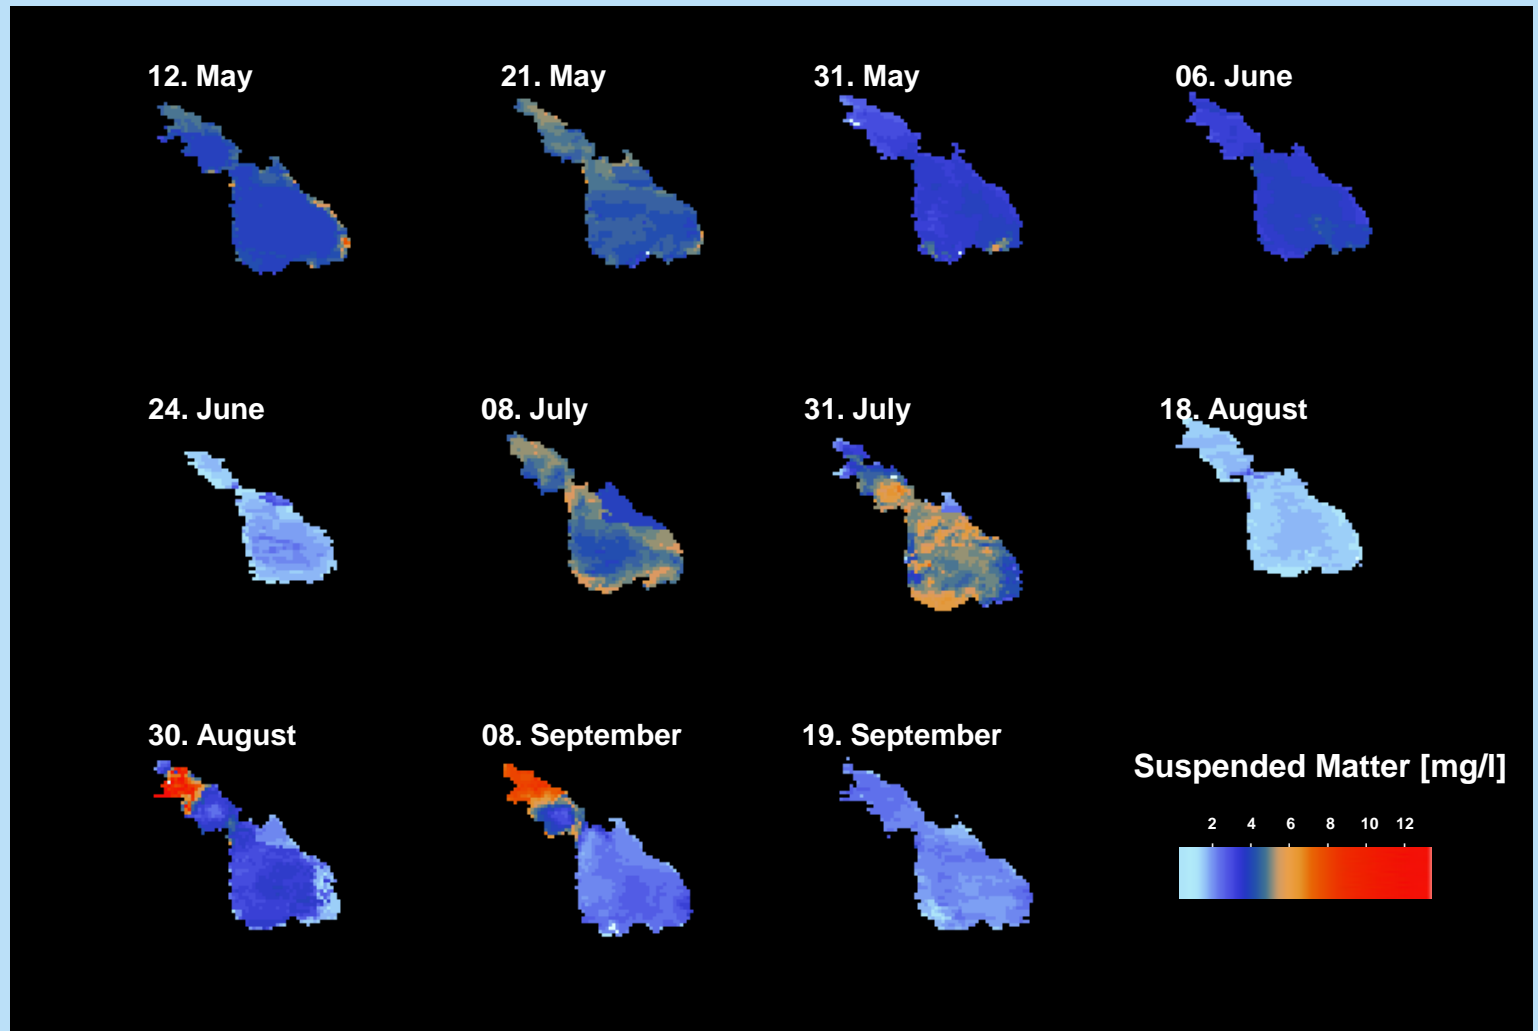 12. May
21. May
31. May
06. June
24. June
08. July
31. July
18. August
30. August
08. September
19. September
Suspended Matter [mg/l]
2 4 6 8 10 12